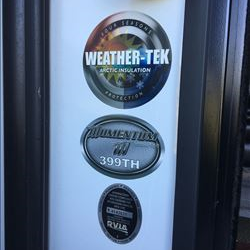 FOUR SEASONS
WEATHER-TEK
ARCTIC INSULATION
PROTECTION
MOMENTUM
399TH
RVIA